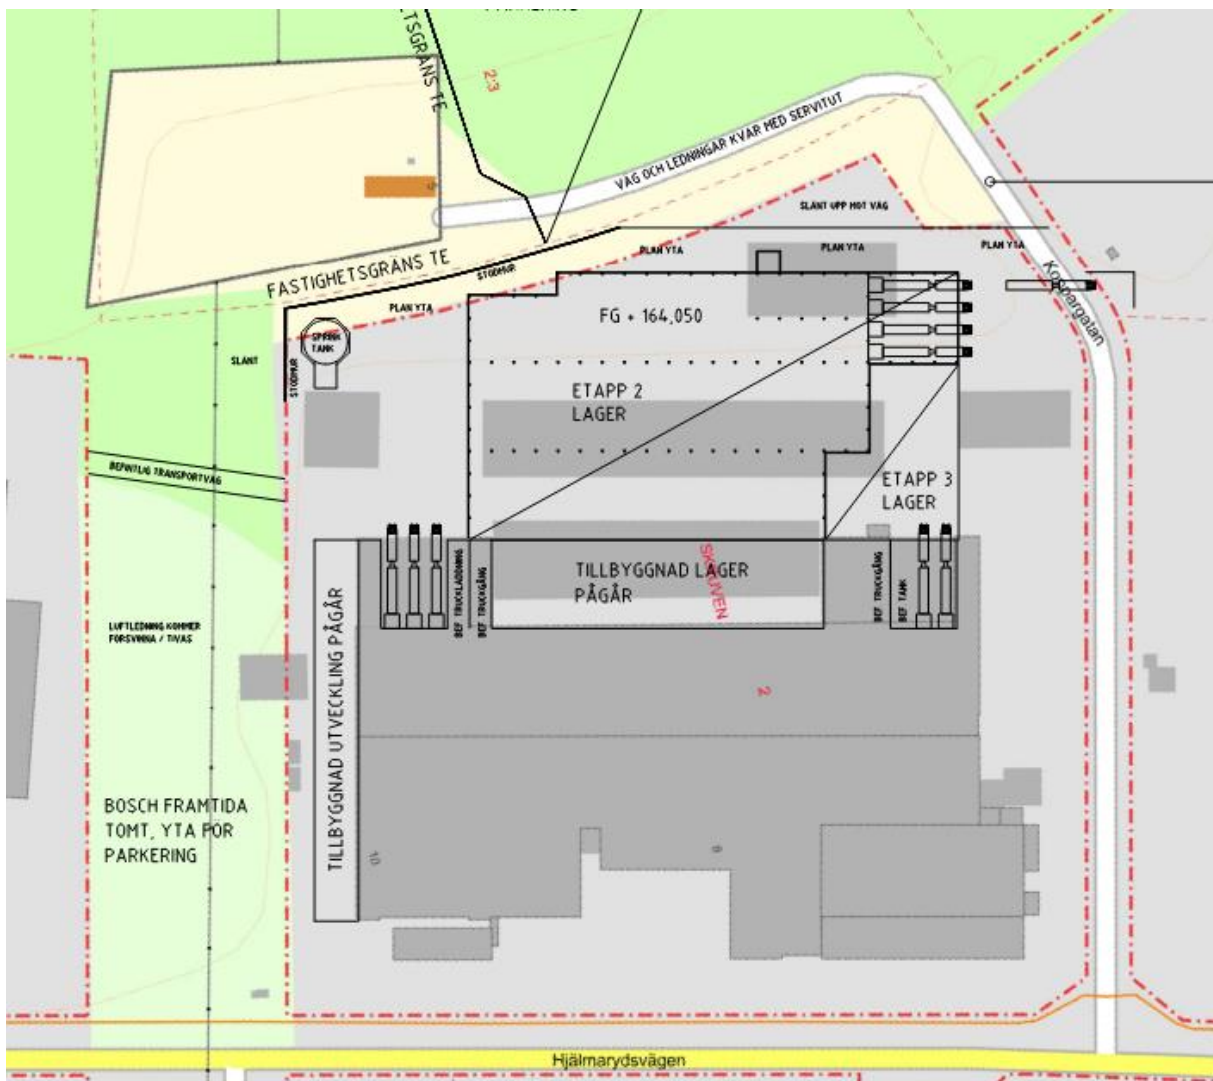 TSGRÄNS TE
2:3
VÄG OCH LEDNINGAR KVAR MED SERVITUT
SLÄNT UPP MOT VÄG
FASTIGHETSGRÄNS TE
STÖDMUR
PLAN YTA
PLAN YTA
PLAN YTA
PLAN YTA
Koppargatan
SPRINK
TANK
SLÄNT
STÖDMUR
FG + 164,050
ETAPP 2
LAGER
ETAPP 3
LAGER
BEFINTLIG TRANSPORTVÄG
BEF TRUCKLADDNING
BEF TRUCKGÅNG
TILLBYGGNAD LAGER
PÅGÅR
SKRUVEN
BEF TRUCKGÅNG
BEF TANK
LUFTLEDNING KOMMER
FÖRSVINNA / TIVAS
TILLBYGGNAD UTVECKLING PÅGÅR
2
BOSCH FRAMTIDA
TOMT, YTA FÖR
PARKERING
10
Hjälmarydsvägen